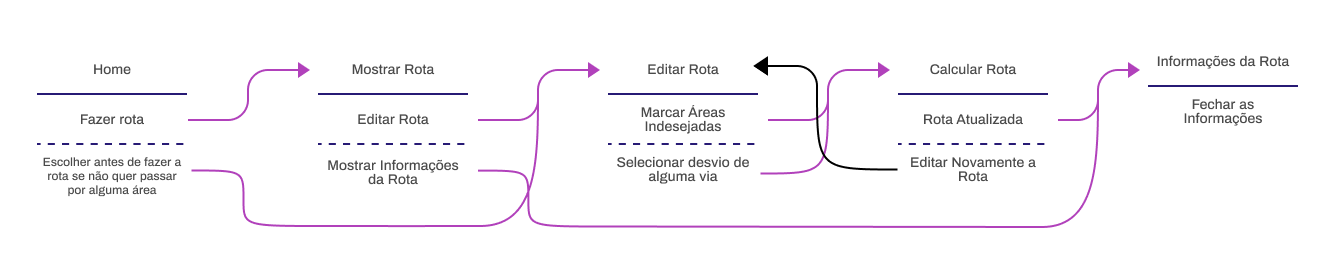 Home
Fazer rota
Escolher antes de fazer a
rota se não quer passar
por alguma área
Mostrar Rota
Editar Rota
Mostrar Informações
da Rota
Editar Rota
Marcar Áreas
Indesejadas
Selecionar desvio de
alguma via
Calcular Rota
Rota Atualizada
Editar Novamente a
Rota
Informações da Rota
Fechar as
Informações